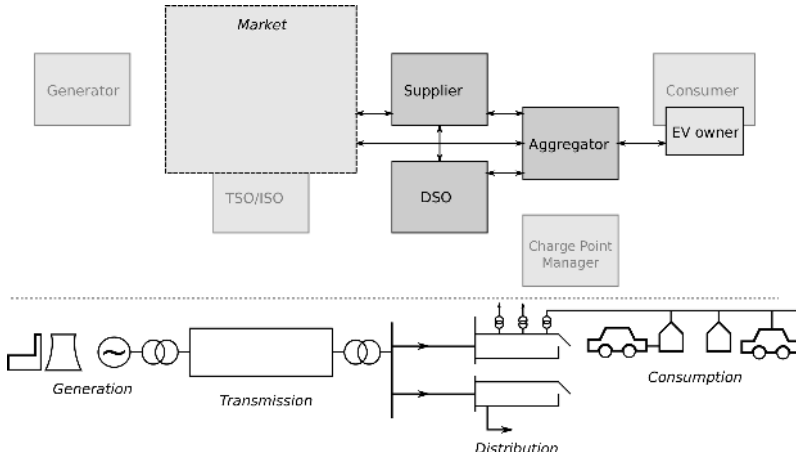 Market
Generator
Supplier
Consumer
EV owner
Aggregator
TSO/ISO
DSO
Charge Point
Manager
Generation
Transmission
Distribution
Consumption